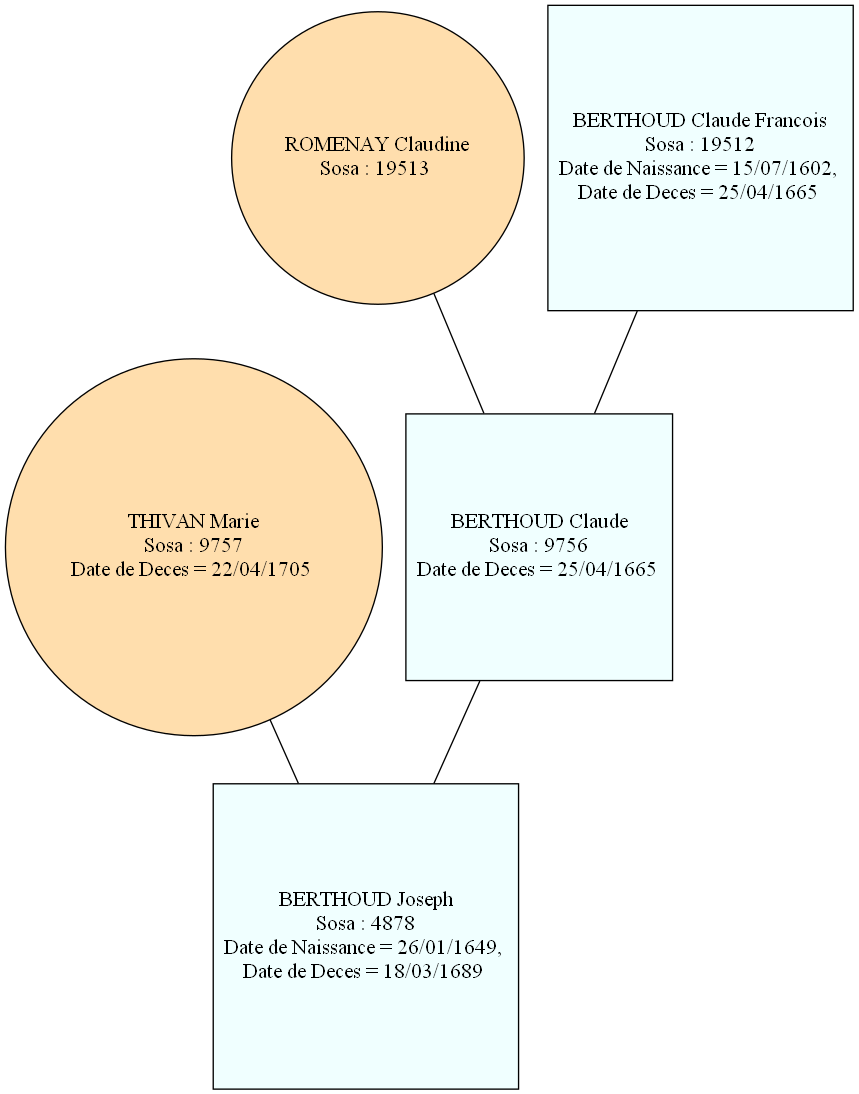 ROMENAY Claudine
Sosa : 19513
BERTHOUD Claude Francois
Sosa : 19512
Date de Naissance = 15/07/1602,
Date de Deces = 25/04/1665
THIVAN Marie
Sosa : 9757
Date de Deces = 22/04/1705
BERTHOUD Claude
Sosa : 9756
Date de Deces = 25/04/1665
BERTHOUD Joseph
Sosa : 4878
Date de Naissance = 26/01/1649,
Date de Deces = 18/03/1689